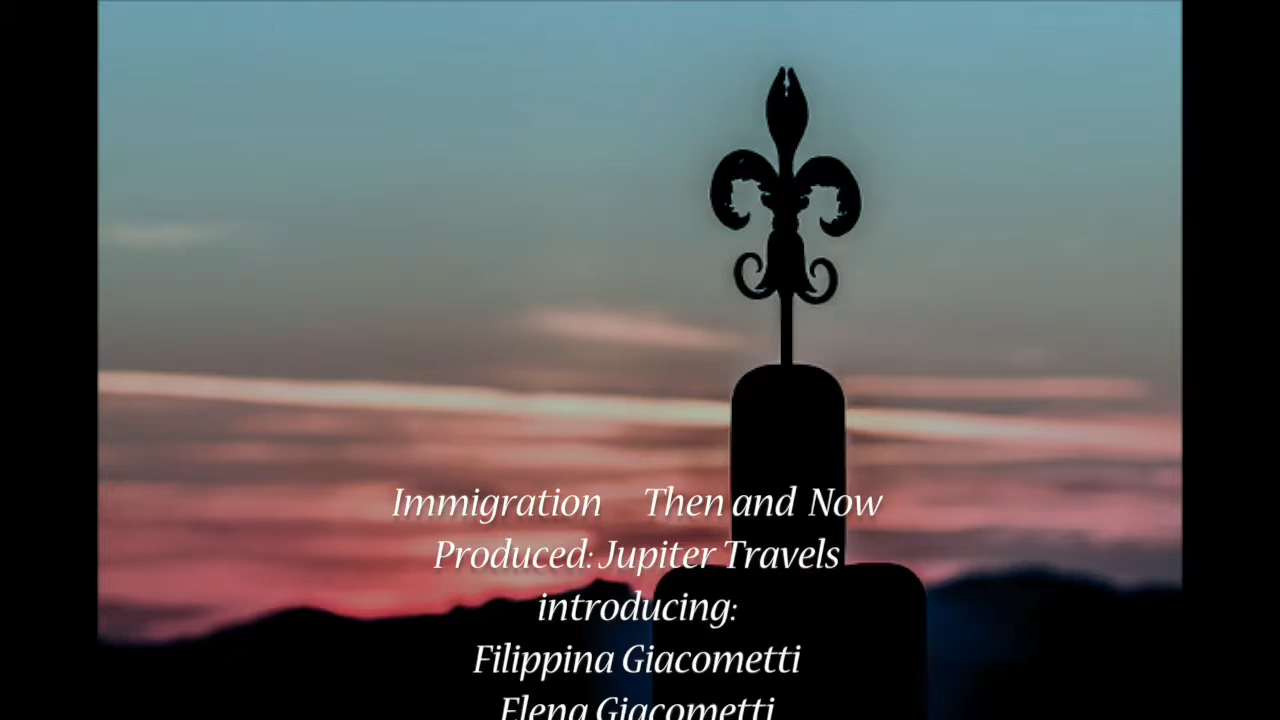 Immigration Then and Now
Produced: Jupiter Travels
introducing:
Filippina Giacometti
Elena Giacometti